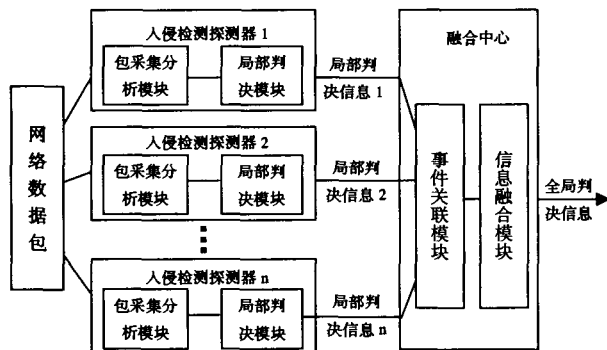 网络数据包
入侵检测探测器 1
包采集分
析模块
局部判
决模块
局部判
决信息 1
入侵检测探测器 2
包采集分
析模块
局部判
决模块
局部判
决信息 2
入侵检测探测器 n
包采集分
析模块
局部判
决模块
局部判
决信息 n
融合中心
事件关联模块
信息融合模块
全局判
决信息